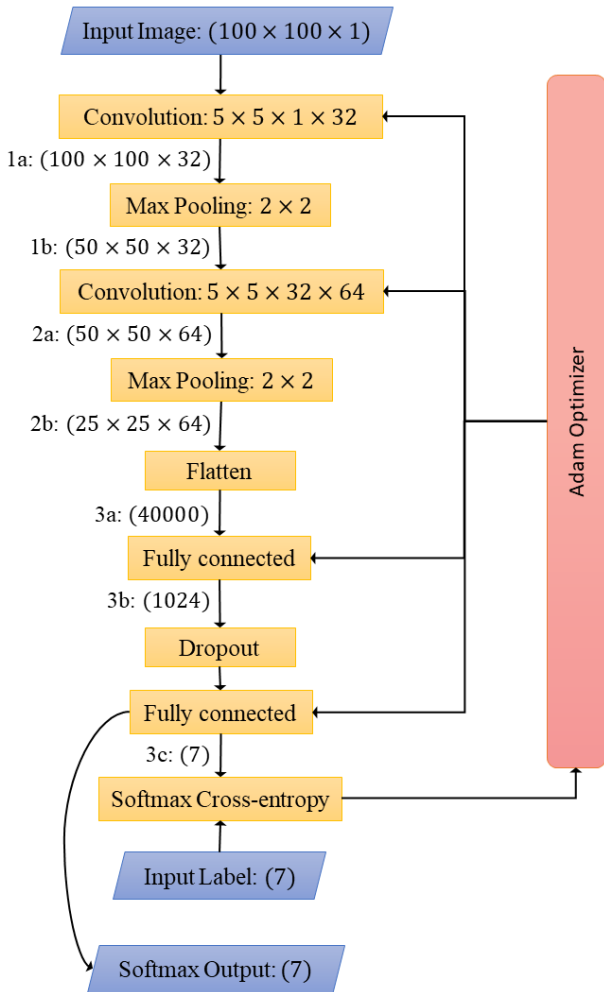 Input Image: (100 × 100 × 1)
Convolution: 5 × 5 × 1 × 32
1a: (100 × 100 × 32)
Max Pooling: 2 × 2
1b: (50 × 50 × 32)
Convolution: 5 × 5 × 32 × 64
2a: (50 × 50 × 64)
Max Pooling: 2 × 2
2b: (25 × 25 × 64)
Flatten
3a: (40000)
Fully connected
3b: (1024)
Dropout
Fully connected
3c: (7)
Softmax Cross-entropy
Input Label: (7)
Softmax Output: (7)
Adam Optimizer